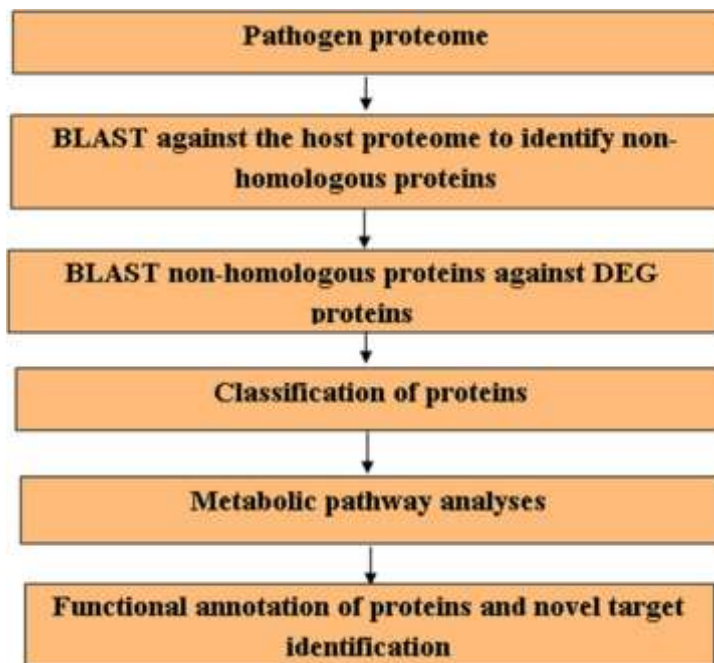 Pathogen proteome
BLAST against the host proteome to identify non-
homologous proteins
BLAST non-homologous proteins against DEG
proteins
Classification of proteins
Metabolic pathway analyses
Functional annotation of proteins and novel target
identification